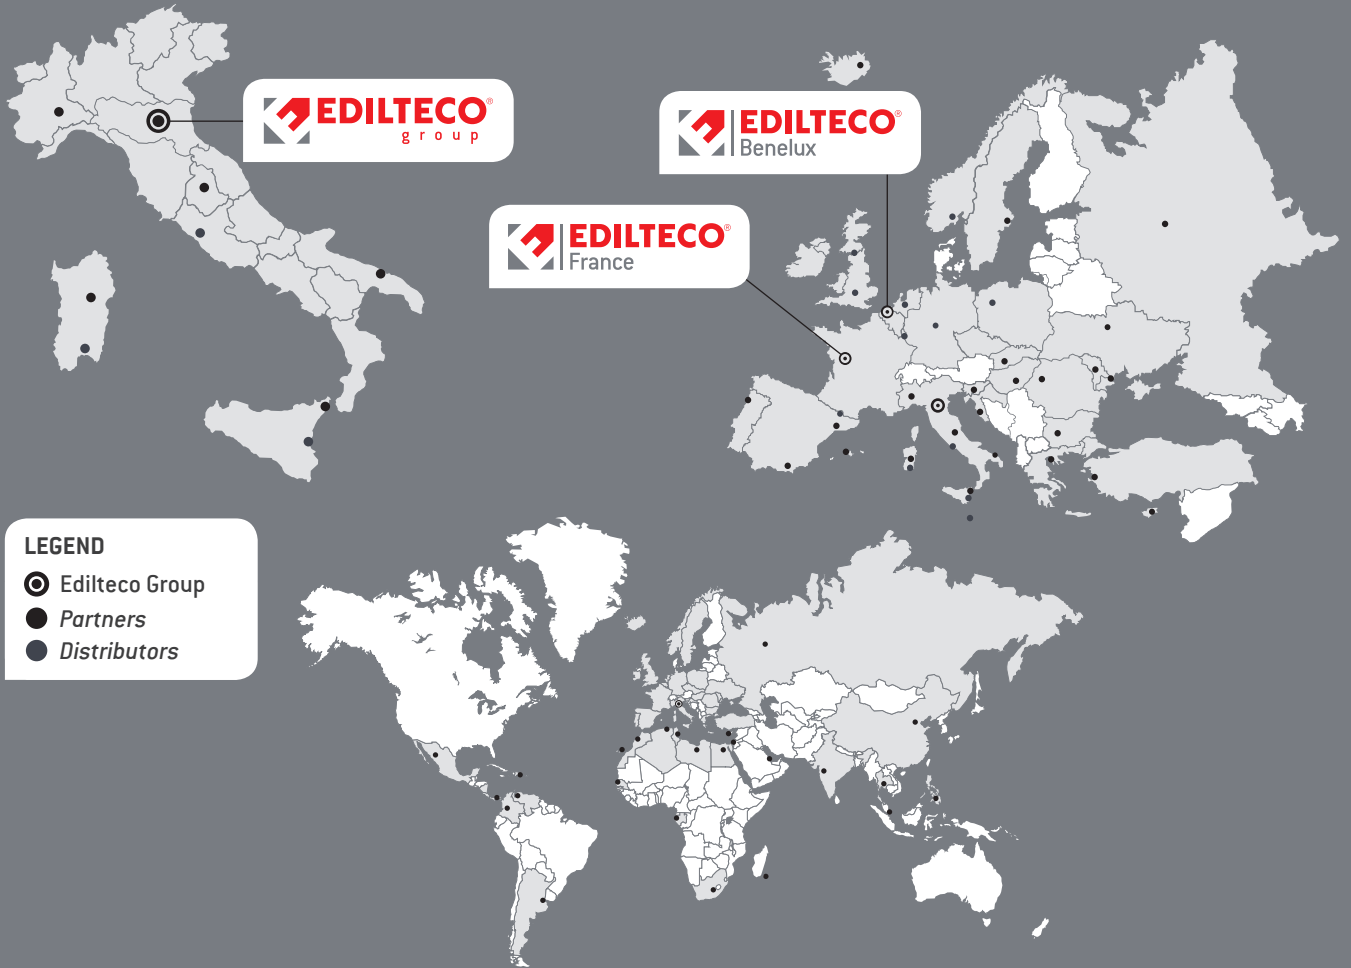 EDILTECO®
group
EDILTECO®
Benelux
EDILTECO®
France
LEGEND
Edilteco Group
Partners
Distributors